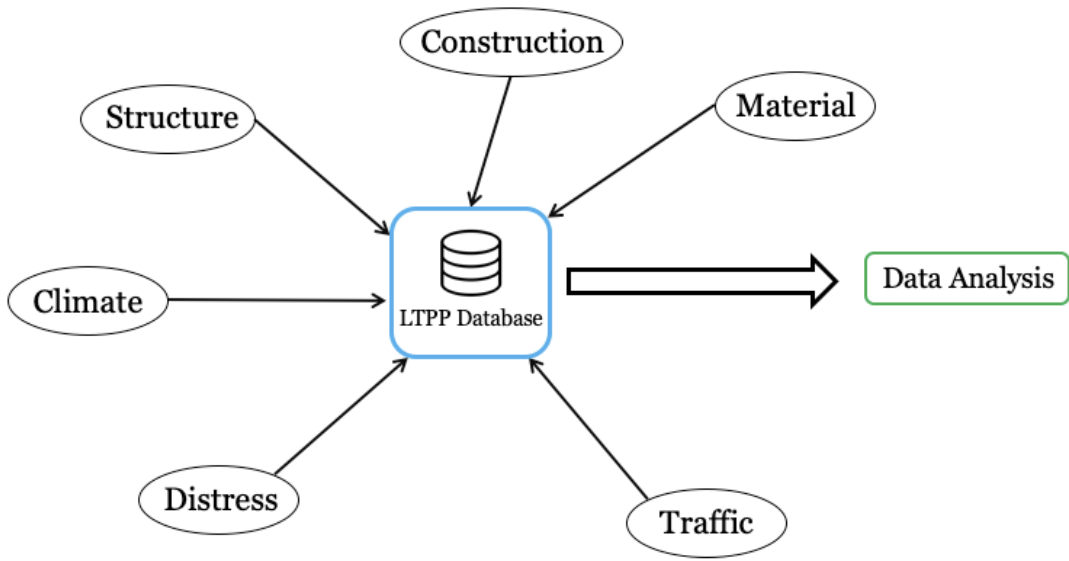 Construction
Material
Structure
Data Analysis
Climate
LTPP Database
Distress
Traffic